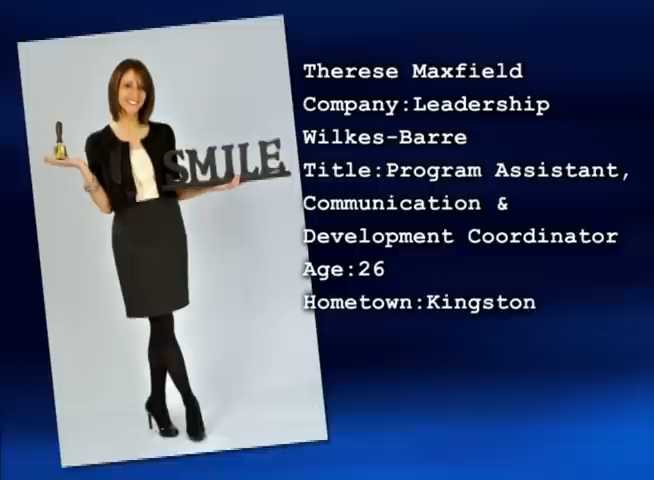 Therese Maxfield
Company:Leadership
Wilkes-Barre
Title:Program Assistant,
Communication &
Development Coordinator
Age:26
Hometown:Kingston
SMILE